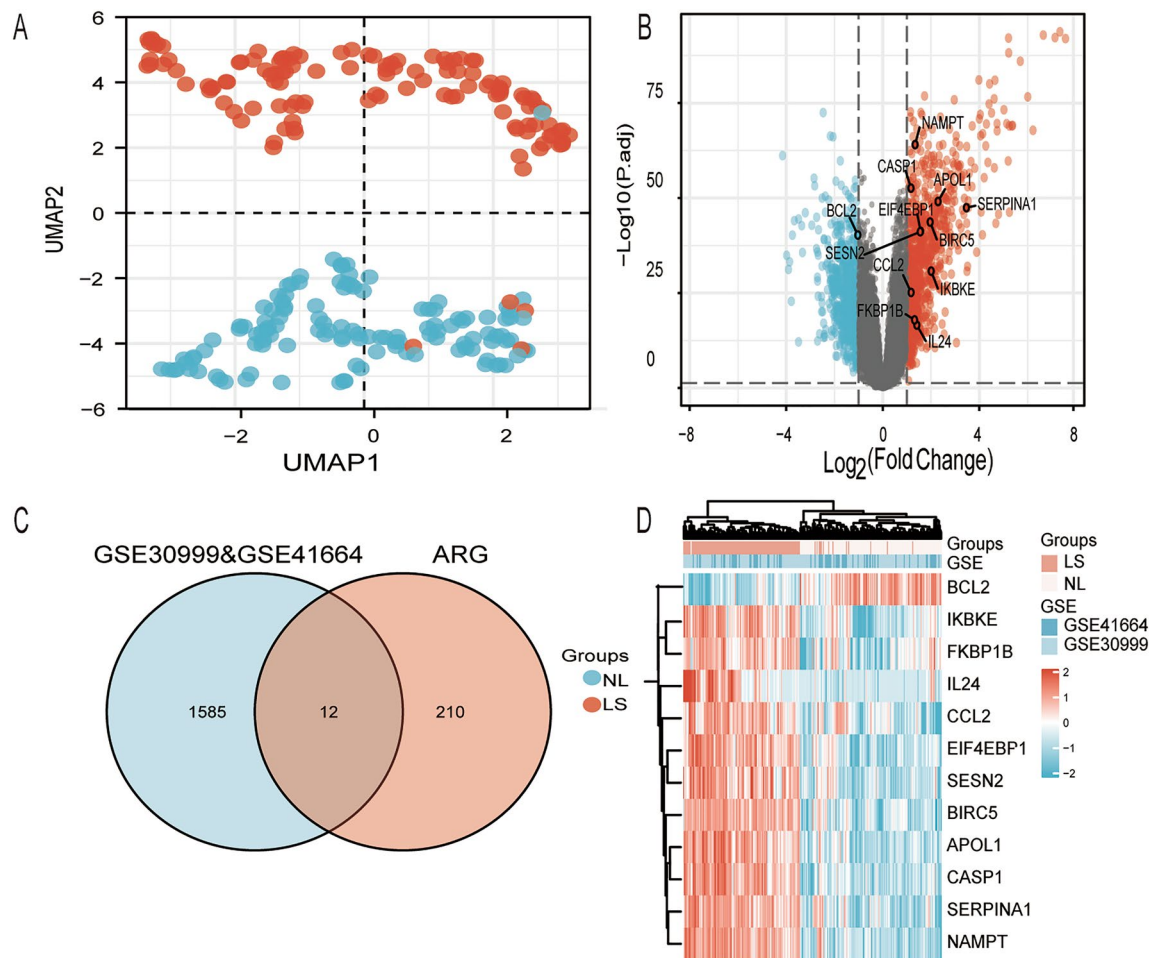 A
6
4
2
0
−2
−4
−6
UMAP2
−2
0
2
UMAP1
B
75
50
25
0
−Log10(P.adj)
NAMPT
CASP1
APOL1
SERPINA1
BCL2
EIF4EBP1
BIRC5
SESN2
CCL2
IKBKE
FKBP1B
IL24
−8
−4
0
4
8
Log2(Fold Change)
C
GSE30999&GSE41664
ARG
1585
12
210
Groups
NL
LS
D
Groups
GSE
BCL2
IKBKE
FKBP1B
IL24
CCL2
EIF4EBP1
SESN2
BIRC5
APOL1
CASP1
SERPINA1
NAMPT
Groups
LS
NL
GSE
GSE41664
GSE30999
2
1
0
−1
−2